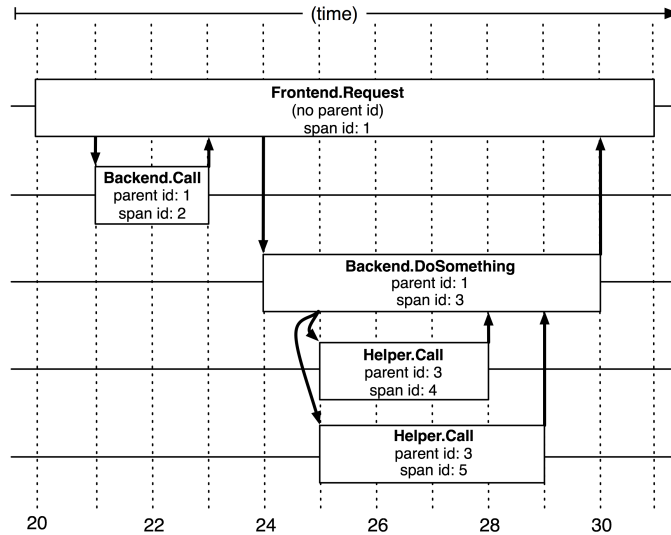 (time)
Frontend.Request
(no parent id)
span id: 1
Backend.Call
parent id: 1
span id: 2
Backend.DoSomething
parent id: 1
span id: 3
Helper.Call
parent id: 3
span id: 4
Helper.Call
parent id: 3
span id: 5
20 22 24 26 28 30